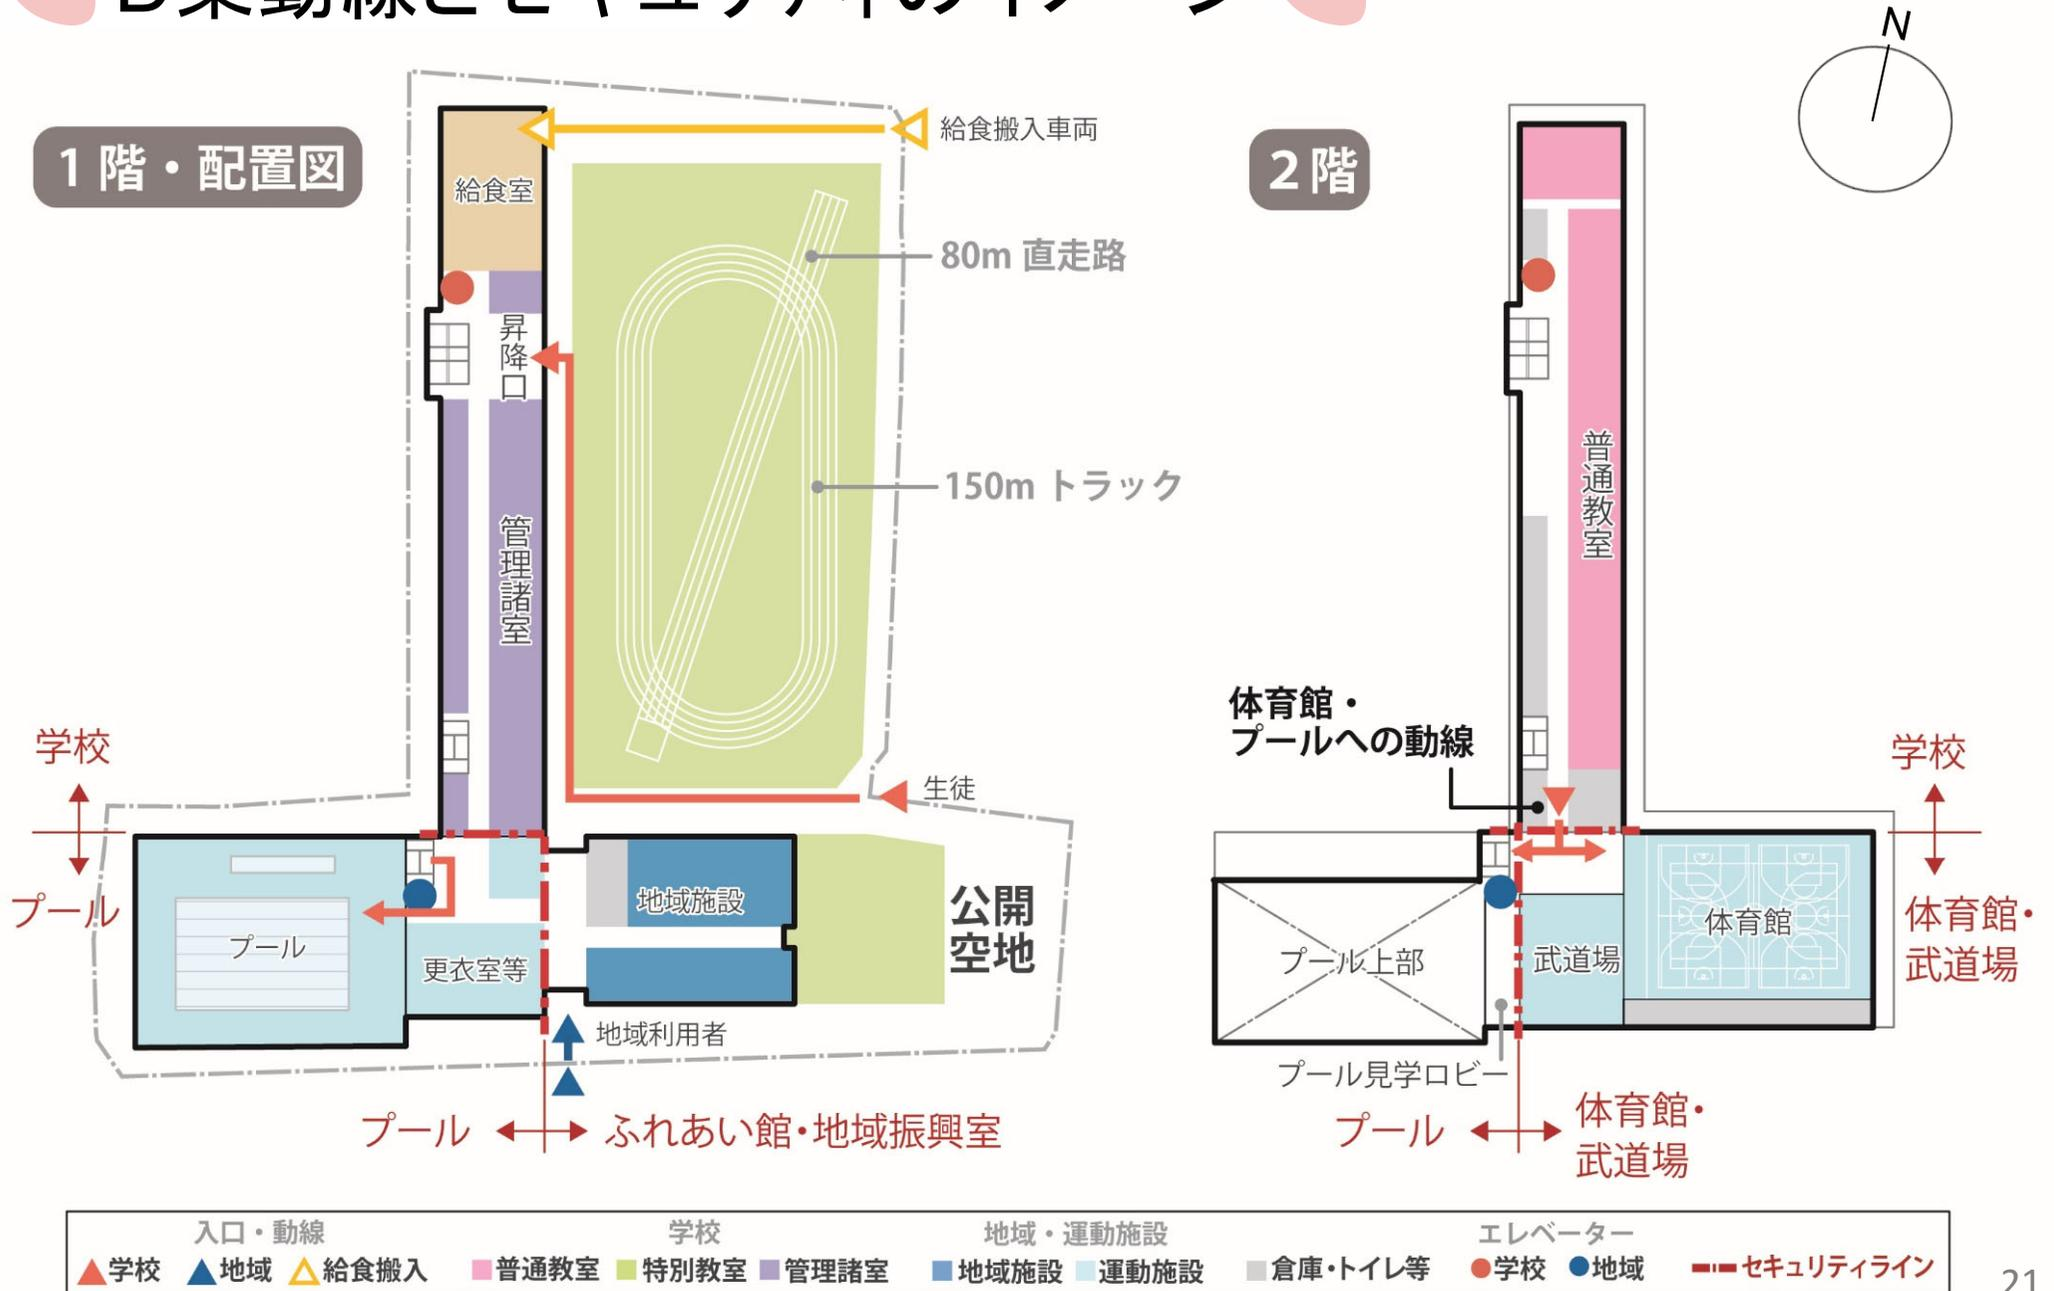 N
1階・配置図
給食搬入車両
給食室
80m 直走路
昇降口
150m トラック
管理諸室
学校
プール
生徒
プール
更衣室等
地域施設
公開
空地
地域利用者
プール
ふれあい館・地域振興室
2階
普通教室
体育館・
プールへの動線
学校
体育館・
武道場
プール上部
武道場
体育館
プール見学ロビー
プール
体育館・
武道場
入口・動線
学校
地域・運動施設
エレベーター
学校 地域 給食搬入 普通教室 特別教室 管理諸室 地域施設 運動施設 倉庫・トイレ等 学校 地域 セキュリティライン
21